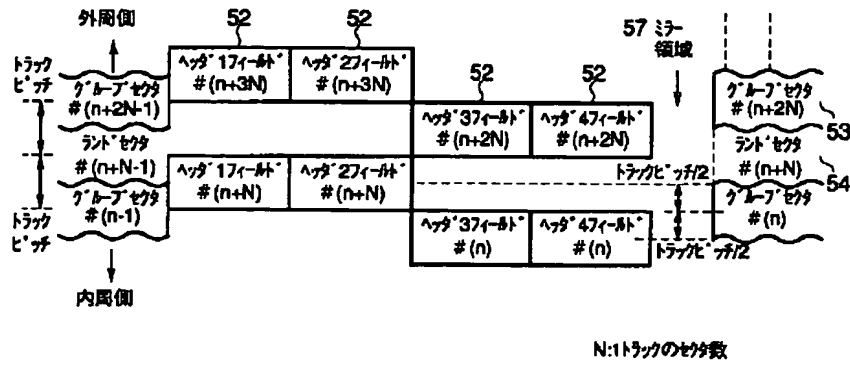 外周側
52
52
ヘッダ1フィールド
#(n+3N)
ヘッダ2フィールド
#(n+3N)
52
52
57 ミラー
領域
トラック
ピッチ
グルーブセクタ
#(n+2N-1)
ヘッダ3フィールド
#(n+2N)
ヘッダ4フィールド
#(n+2N)
グルーブセクタ
#(n+2N)
53
ランドセクタ
#(n+N-1)
ランドセクタ
#(n+N)
54
ヘッダ1フィールド
#(n+N)
ヘッダ2フィールド
#(n+N)
トラックピッチ/2
グルーブセクタ
#(n-1)
グルーブセクタ
#(n)
トラック
ピッチ
ヘッダ3フィールド
#(n)
ヘッダ4フィールド
#(n)
トラックピッチ/2
内周側
N:1トラックのセクタ数